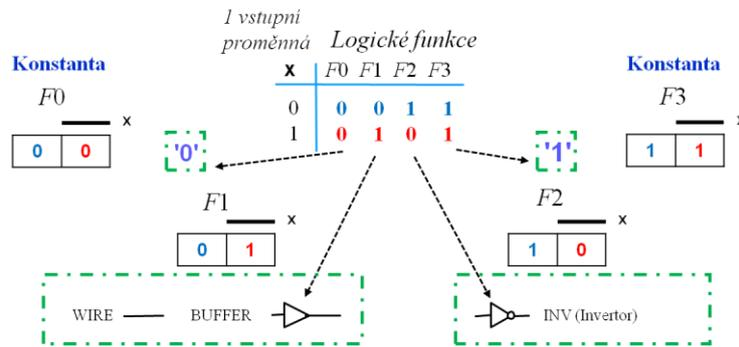 1 vstupní
proměnná
Logické funkce
x F0 F1 F2 F3
0 0 0 1 1
1 0 1 0 1
Konstanta
F0
x
0 0
'0'
Konstanta
F3
x
1 1
'1'
F1
x
0 1
F2
x
1 0
WIRE BUFFER
INV (Invertor)